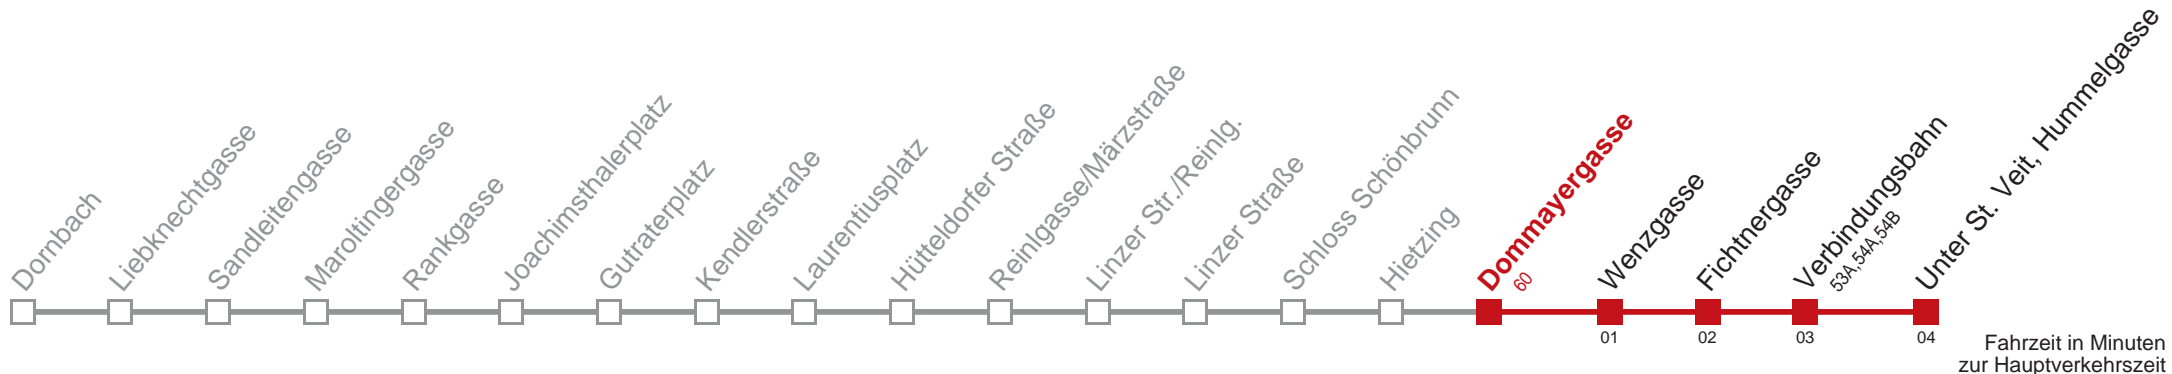 Dornbach
Liebknechtgasse
Sandleitengasse
Maroltingergasse
Rankgasse
Joachimsthalerplatz
Gutraterplatz
Kendlerstraße
Laurentiusplatz
Hütteldorfer Straße
Reinlgasse/Märzstraße
Linzer Str./Reinlg.
Linzer Straße
Schloss Schönbrunn
Hietzing
Dommayergasse
60
Wenzgasse
Fichtnergasse
Verbindungsbahn
53A,54A,54B
Unter St. Veit, Hummelgasse
01
02
03
04
Fahrzeit in Minuten
zur Hauptverkehrszeit